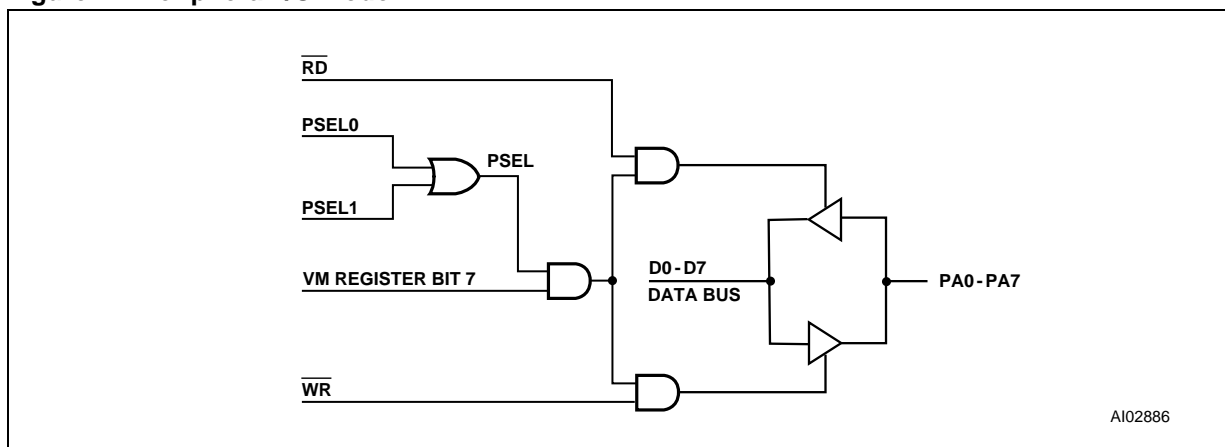 RD
PSEL0
PSEL
PSEL1
VM REGISTER BIT 7
D0-D7
DATA BUS
PA0-PA7
WR
AI02886